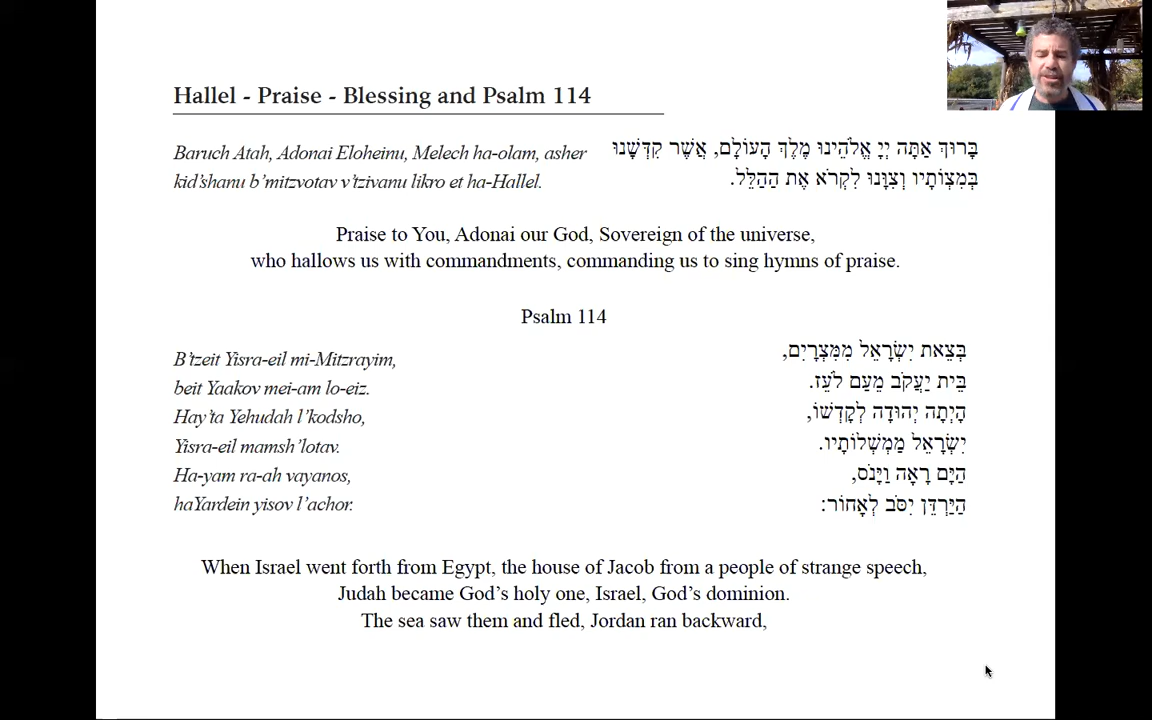 Hallel - Praise - Blessing and Psalm 114
Baruch Atah, Adonai Eloheinu, Melech ha-olam, asher
kid'shanu b'mitzvotav v'tzivanu likro et ha-Hallel.
בָּרוּךְ אַתָּה יְיָ אֱלֹהֵינוּ מֶלֶךְ הָעוֹלָם, אֲשֶׁר קִדְּשָׁנוּ
בְּמִצְוֹתָיו וְצִוָּנוּ לִקְרֹא אֶת הַהַלֵּל.
Praise to You, Adonai our God, Sovereign of the universe,
who hallows us with commandments, commanding us to sing hymns of praise.
Psalm 114
B'tzeit Yisra-eil mi-Mitzrayim,
beit Yaakov mei-am lo-eiz.
Hay'ta Yehudah l'kodsho,
Yisra-eil mamsh'lotav.
Ha-yam ra-ah vayanos,
haYardein yisov l'achor.
בְּצֵאת יִשְׂרָאֵל מִמִּצְרָיִם,
בֵּית יַעֲקֹב מֵעַם לֹעֵז.
הָיְתָה יְהוּדָה לְקָדְשׁוֹ,
יִשְׂרָאֵל מַמְשְׁלוֹתָיו.
הַיָּם רָאָה וַיָּנֹס,
הַיַּרְדֵּן יִסֹּב לְאָחוֹר:
When Israel went forth from Egypt, the house of Jacob from a people of strange speech,
Judah became God's holy one, Israel, God's dominion.
The sea saw them and fled, Jordan ran backward,